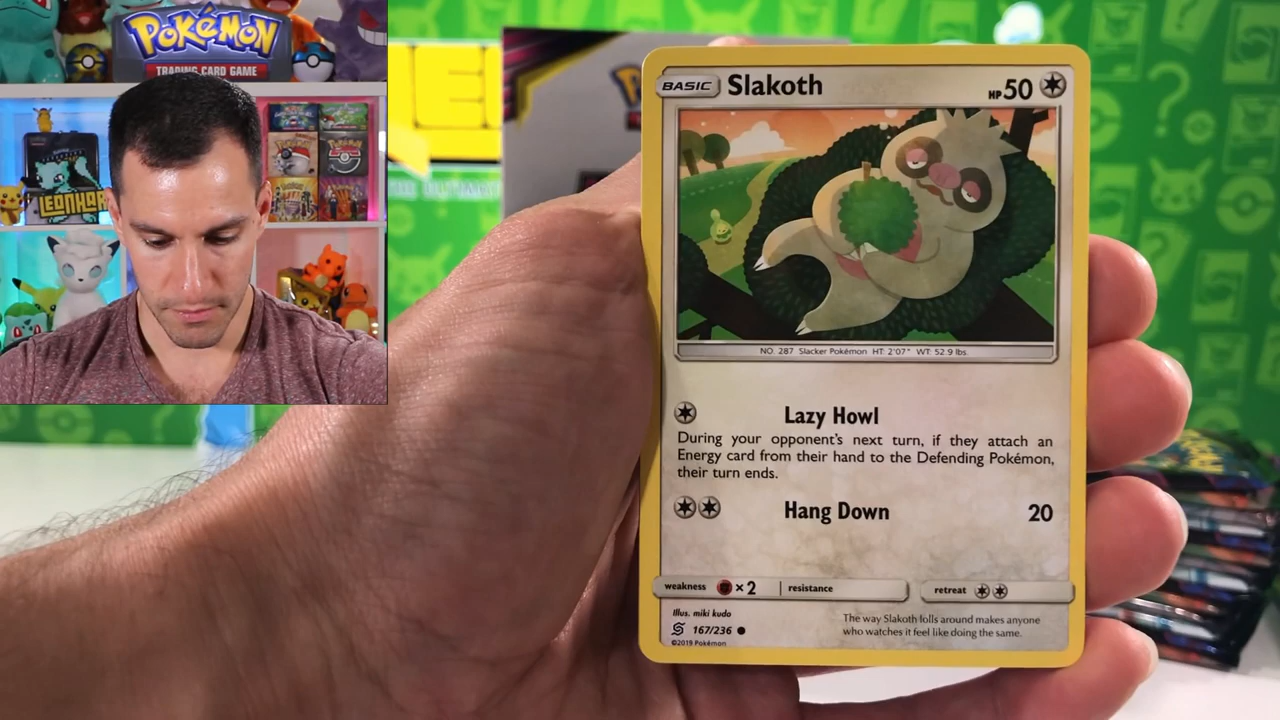 POKÉMON
TRADING CARD GAME
LEONHAR
BASIC Slakoth HP 50
NO. 287 Slacker Pokémon HT: 2'07" WT: 52.9 lbs.
Lazy Howl
During your opponent's next turn, if they attach an
Energy card from their hand to the Defending Pokémon,
their turn ends.
Hang Down 20
weakness ×2 resistance retreat
Illus. miki kudo
167/236
©2019 Pokémon
The way Slakoth lolls around makes anyone
who watches it feel like doing the same.